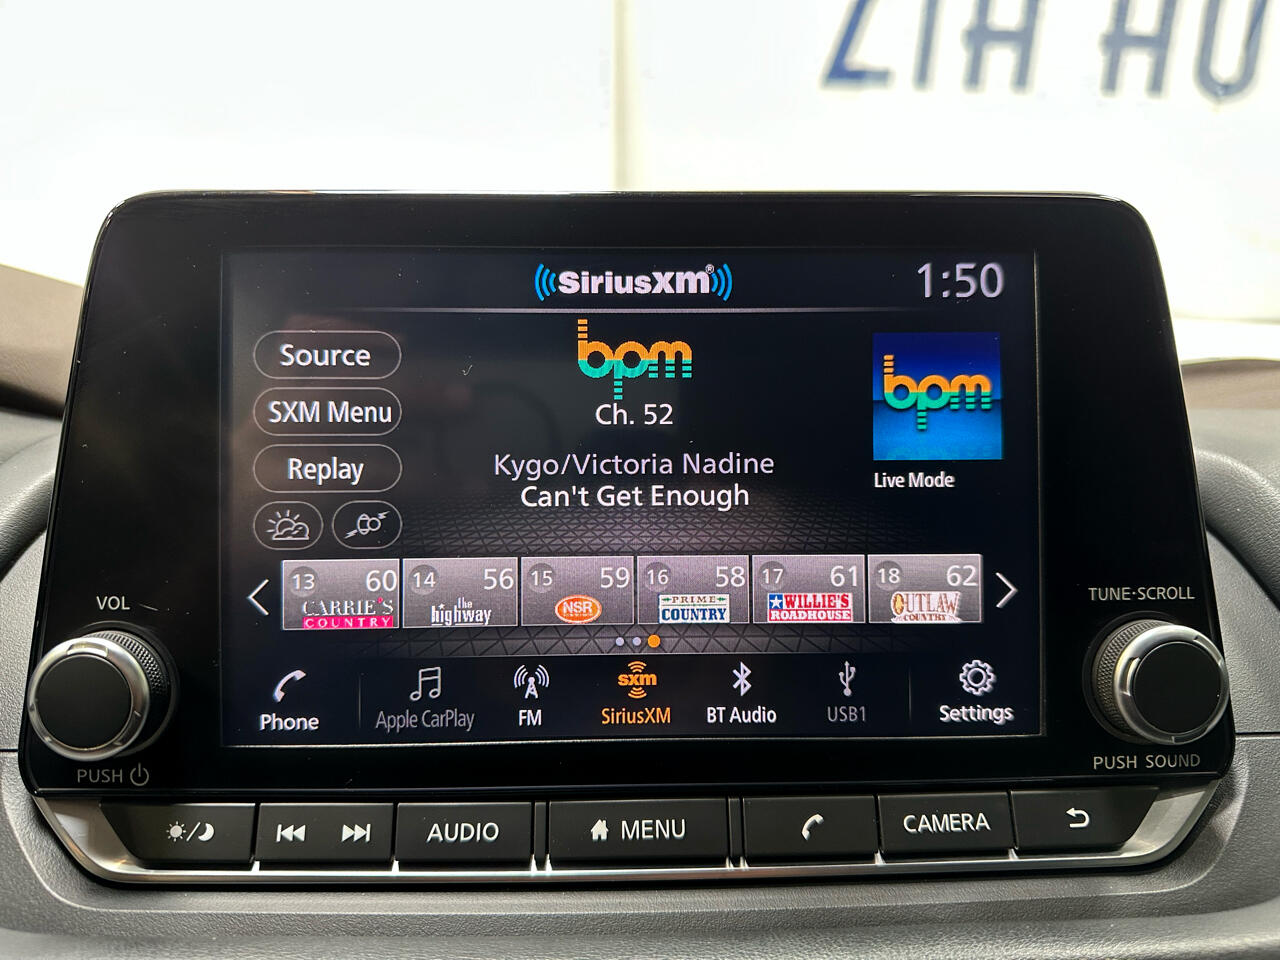 ZIA
SiriusXM®
1:50
Source
SXM Menu
Replay
bpm
Ch. 52
Kygo/Victoria Nadine
Can't Get Enough
bpm
Live Mode
13 60
CARRIE'S
COUNTRY
14 56
the
highway
15 59
NSR
16 58
PRIME
COUNTRY
17 61
WILLIE'S
ROADHOUSE
18 62
OUTLAW
COUNTRY
VOL
TUNE·SCROLL
Phone
Apple CarPlay
FM
sxm
SiriusXM
BT Audio
USB1
Settings
PUSH
PUSH SOUND
AUDIO
MENU
CAMERA